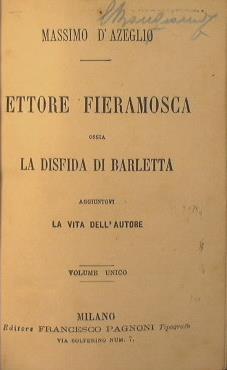 MASSIMO D'AZEGLIO
ETTORE FIERAMOSCA
OSSIA
LA DISFIDA DI BARLETTA
AGGIUNTOVI
LA VITA DELL'AUTORE
VOLUME UNICO
MILANO
Editore FRANCESCO PAGNONI Tipografo
VIA SOLFERINO NUM. 7.